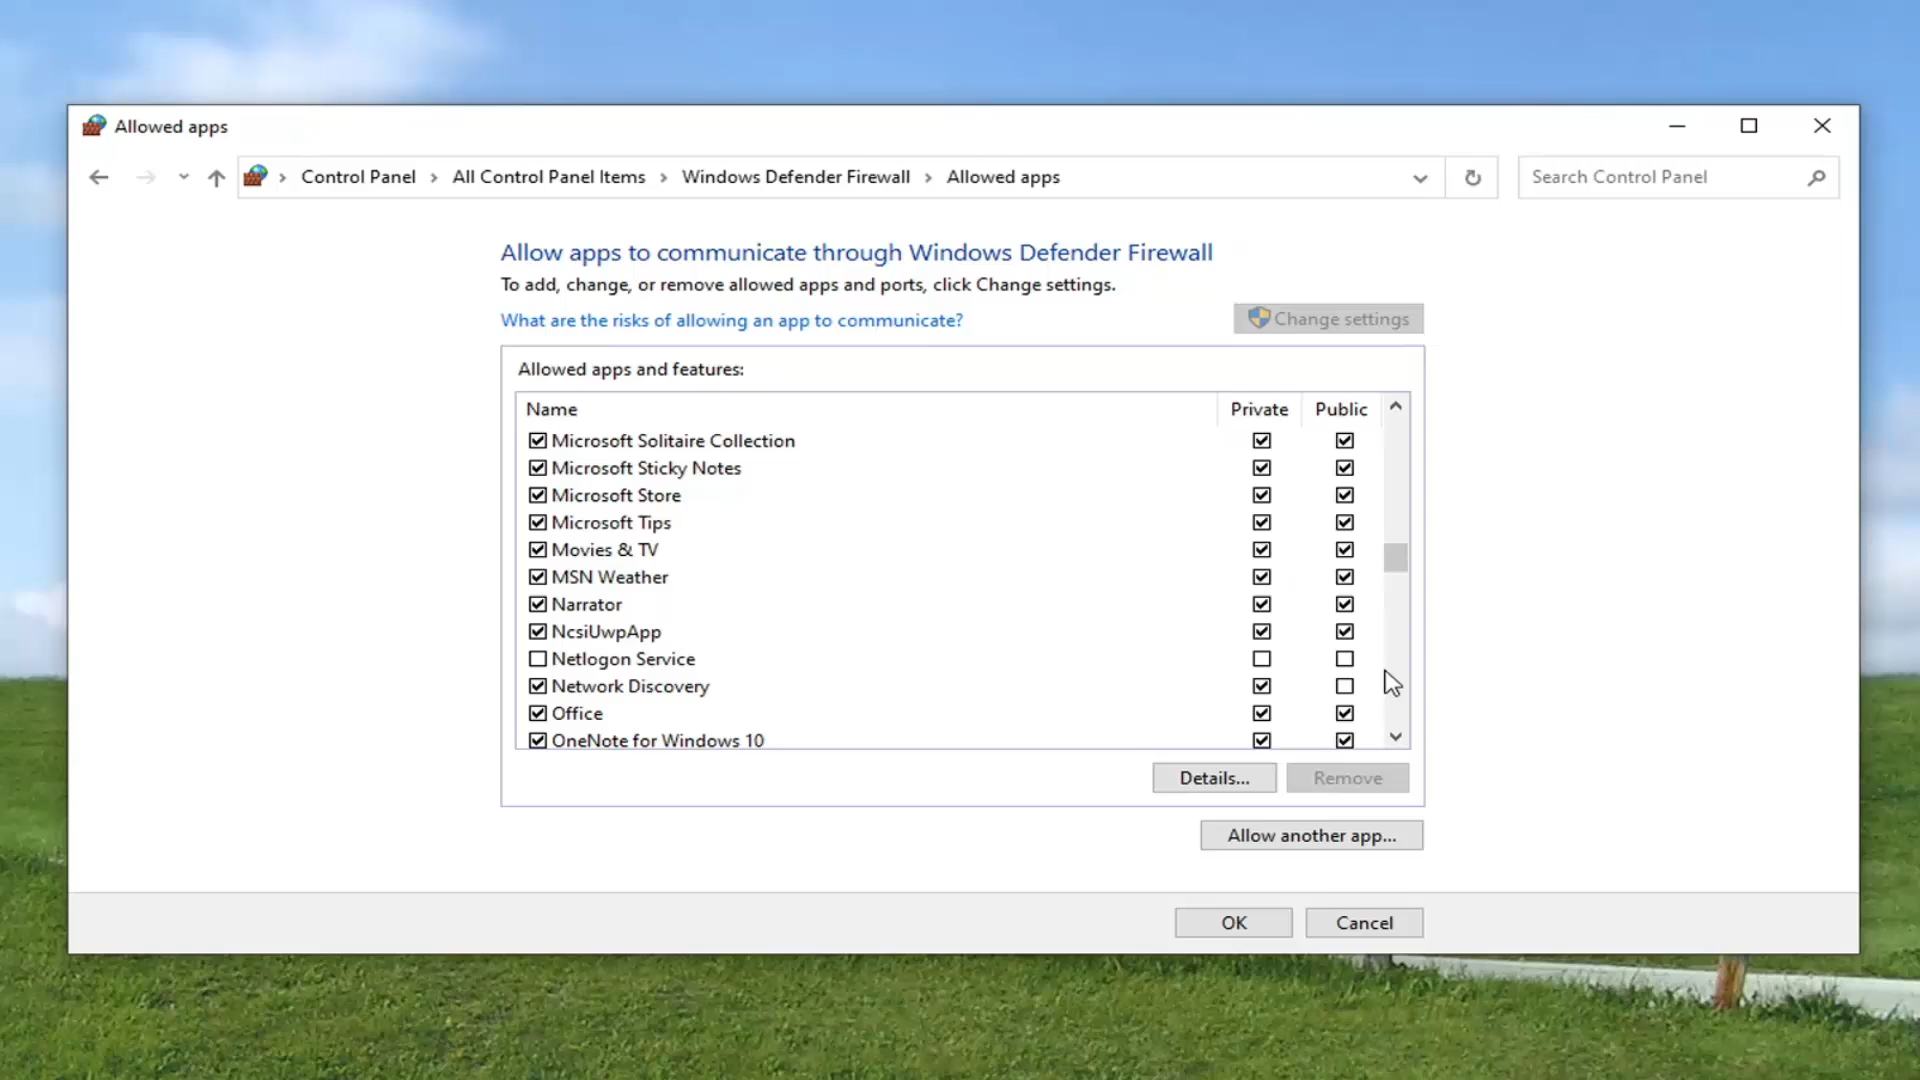 Allowed apps
Control Panel > All Control Panel Items > Windows Defender Firewall > Allowed apps
Search Control Panel
Allow apps to communicate through Windows Defender Firewall
To add, change, or remove allowed apps and ports, click Change settings.
What are the risks of allowing an app to communicate?
Change settings
Allowed apps and features:
Name Private Public
Microsoft Solitaire Collection
Microsoft Sticky Notes
Microsoft Store
Microsoft Tips
Movies & TV
MSN Weather
Narrator
NcsiUwpApp
Netlogon Service
Network Discovery
Office
OneNote for Windows 10
Details... Remove
Allow another app...
OK Cancel